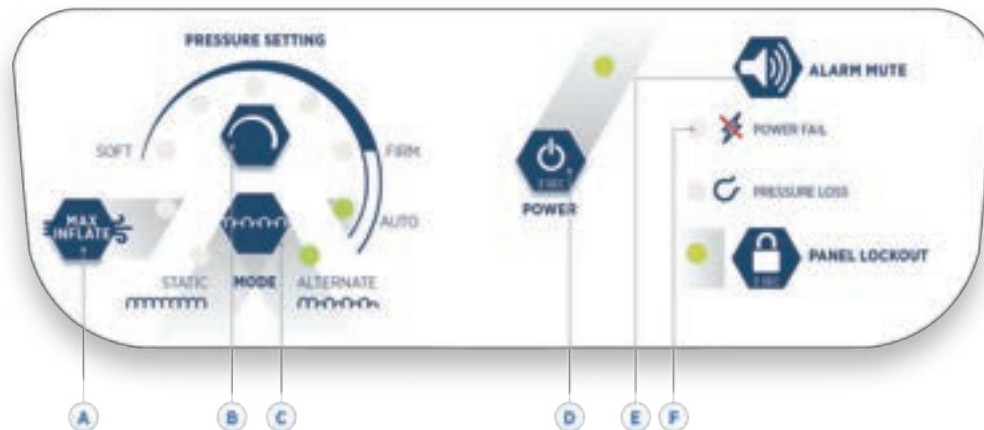 PRESSURE SETTING
SOFT
FIRM
AUTO
MAX
INFLATE
STATIC
MODE
ALTERNATE
POWER
ALARM MUTE
POWER FAIL
PRESSURE LOSS
PANEL LOCKOUT
A
B
C
D
E
F